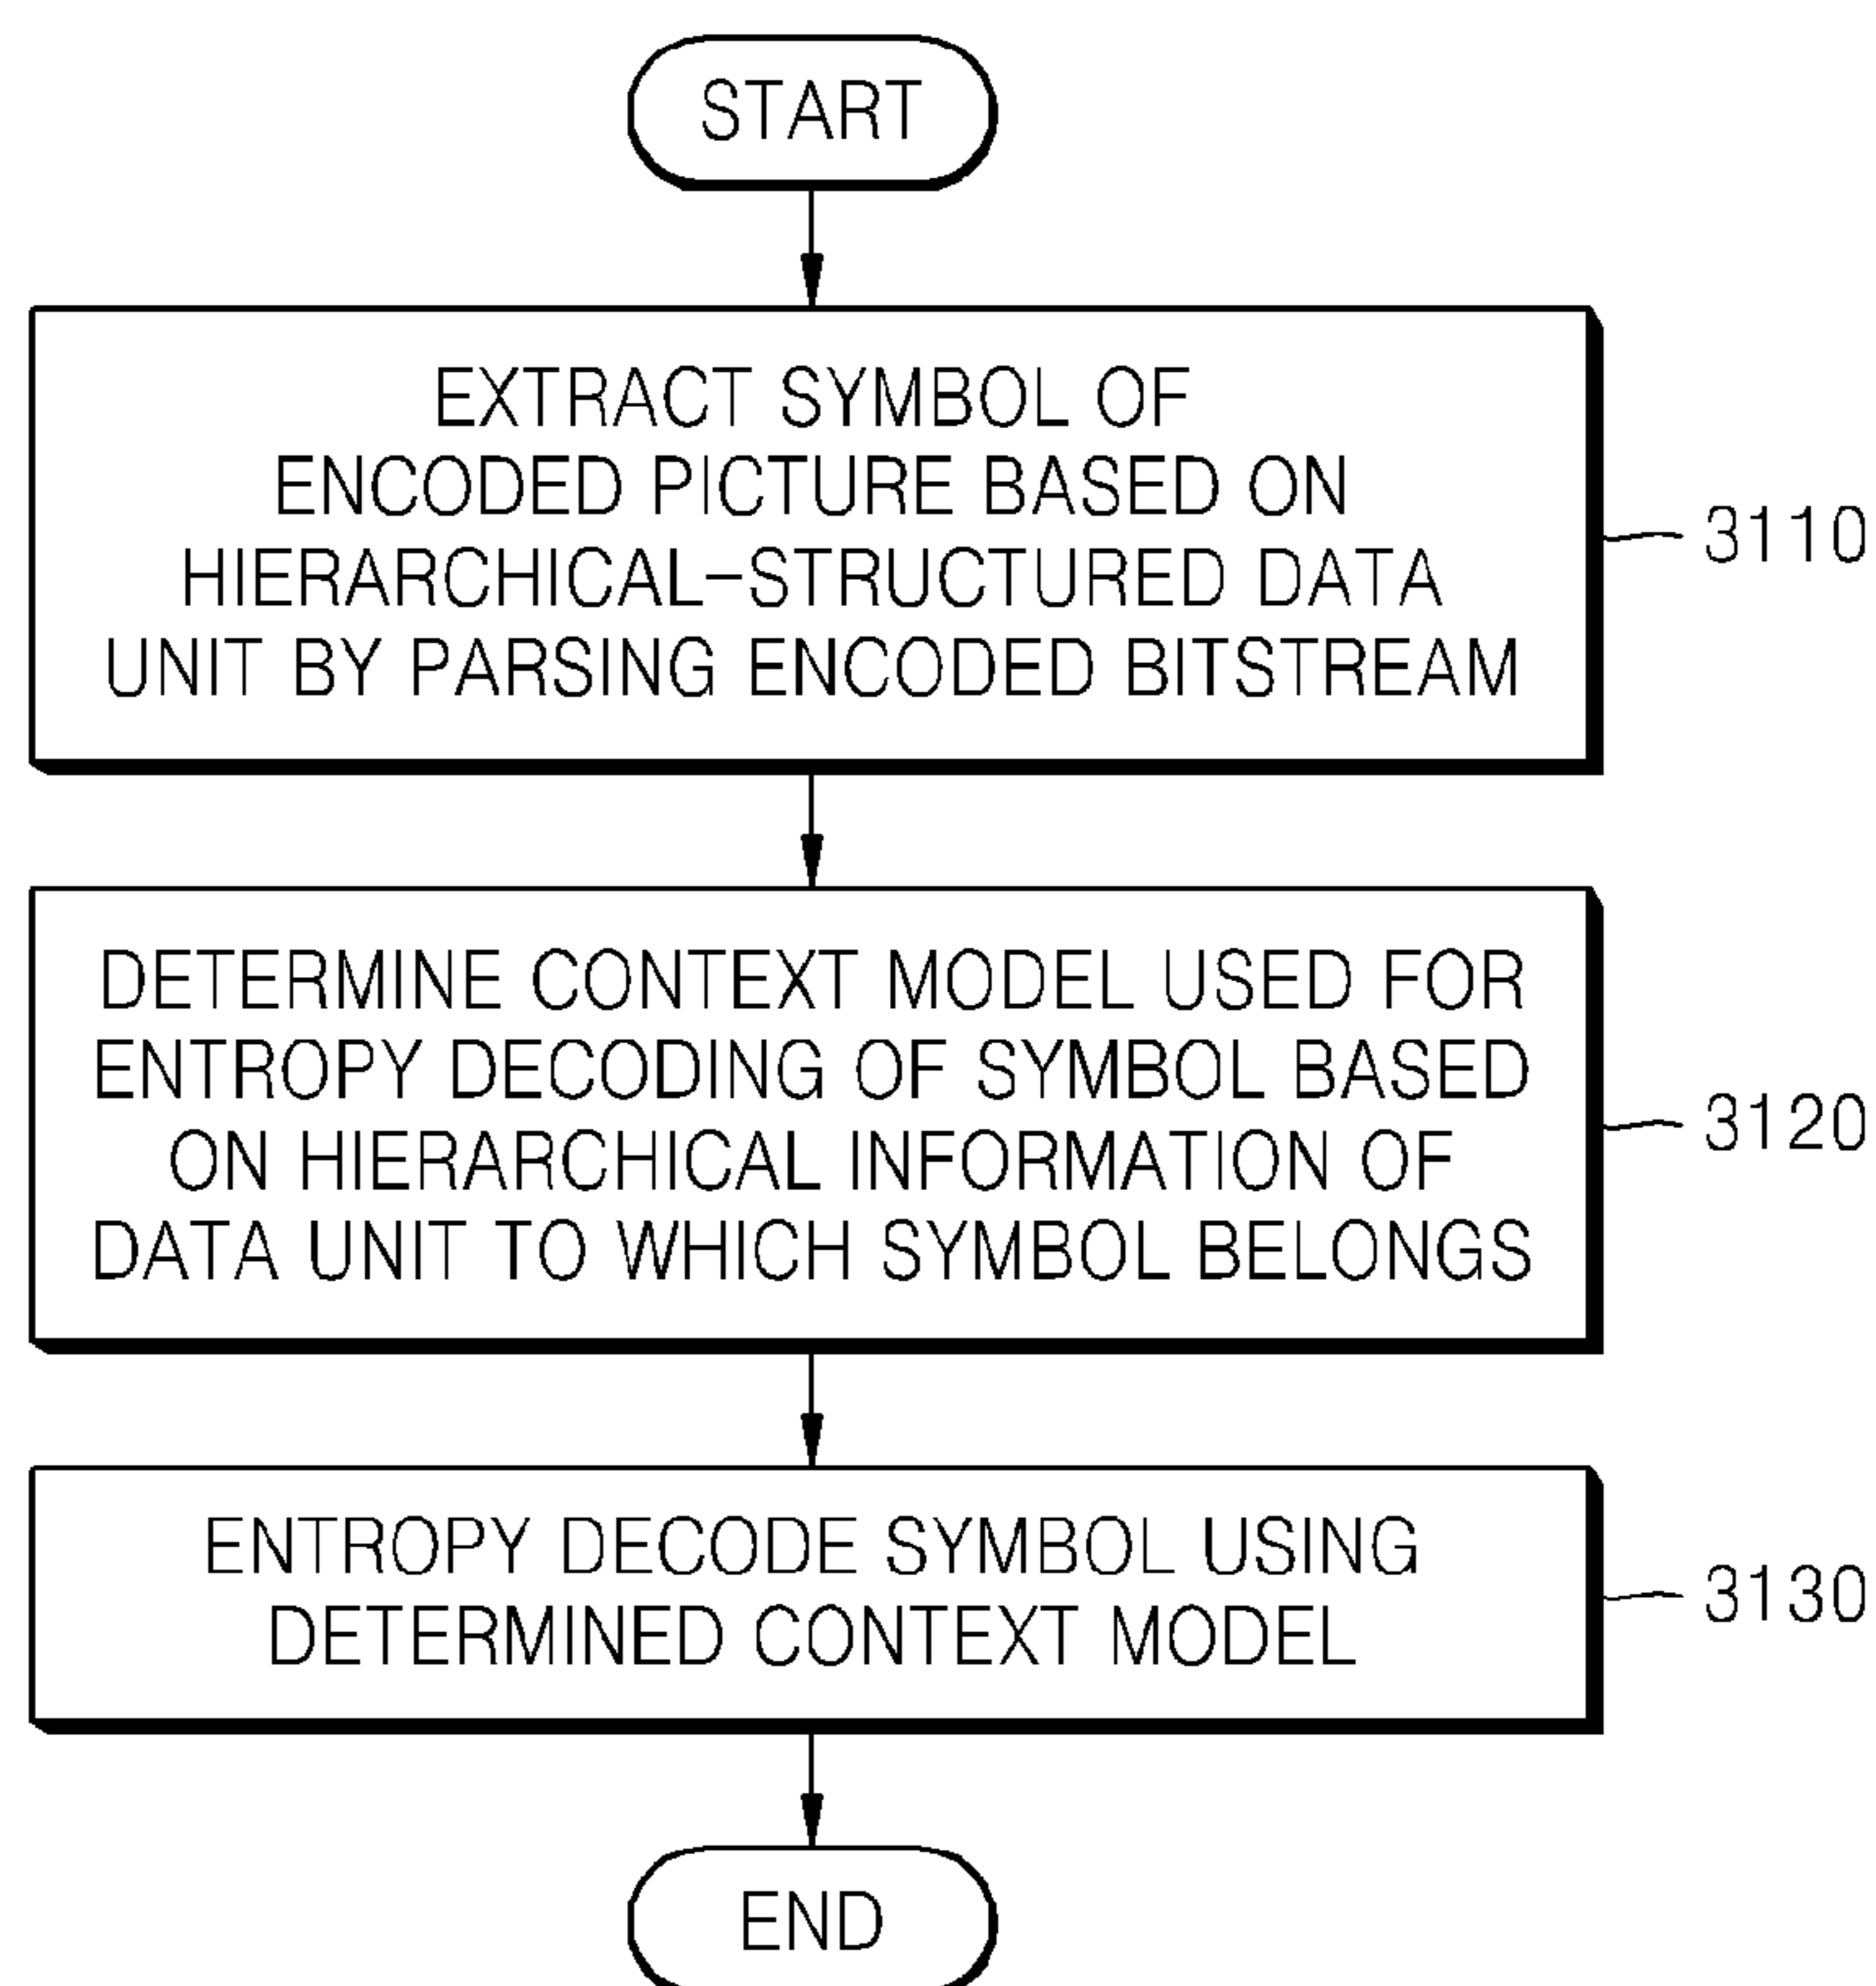 START
EXTRACT SYMBOL OF
ENCODED PICTURE BASED ON
HIERARCHICAL-STRUCTURED DATA
UNIT BY PARSING ENCODED BITSTREAM
3110
DETERMINE CONTEXT MODEL USED FOR
ENTROPY DECODING OF SYMBOL BASED
ON HIERARCHICAL INFORMATION OF
DATA UNIT TO WHICH SYMBOL BELONGS
3120
ENTROPY DECODE SYMBOL USING
DETERMINED CONTEXT MODEL
3130
END